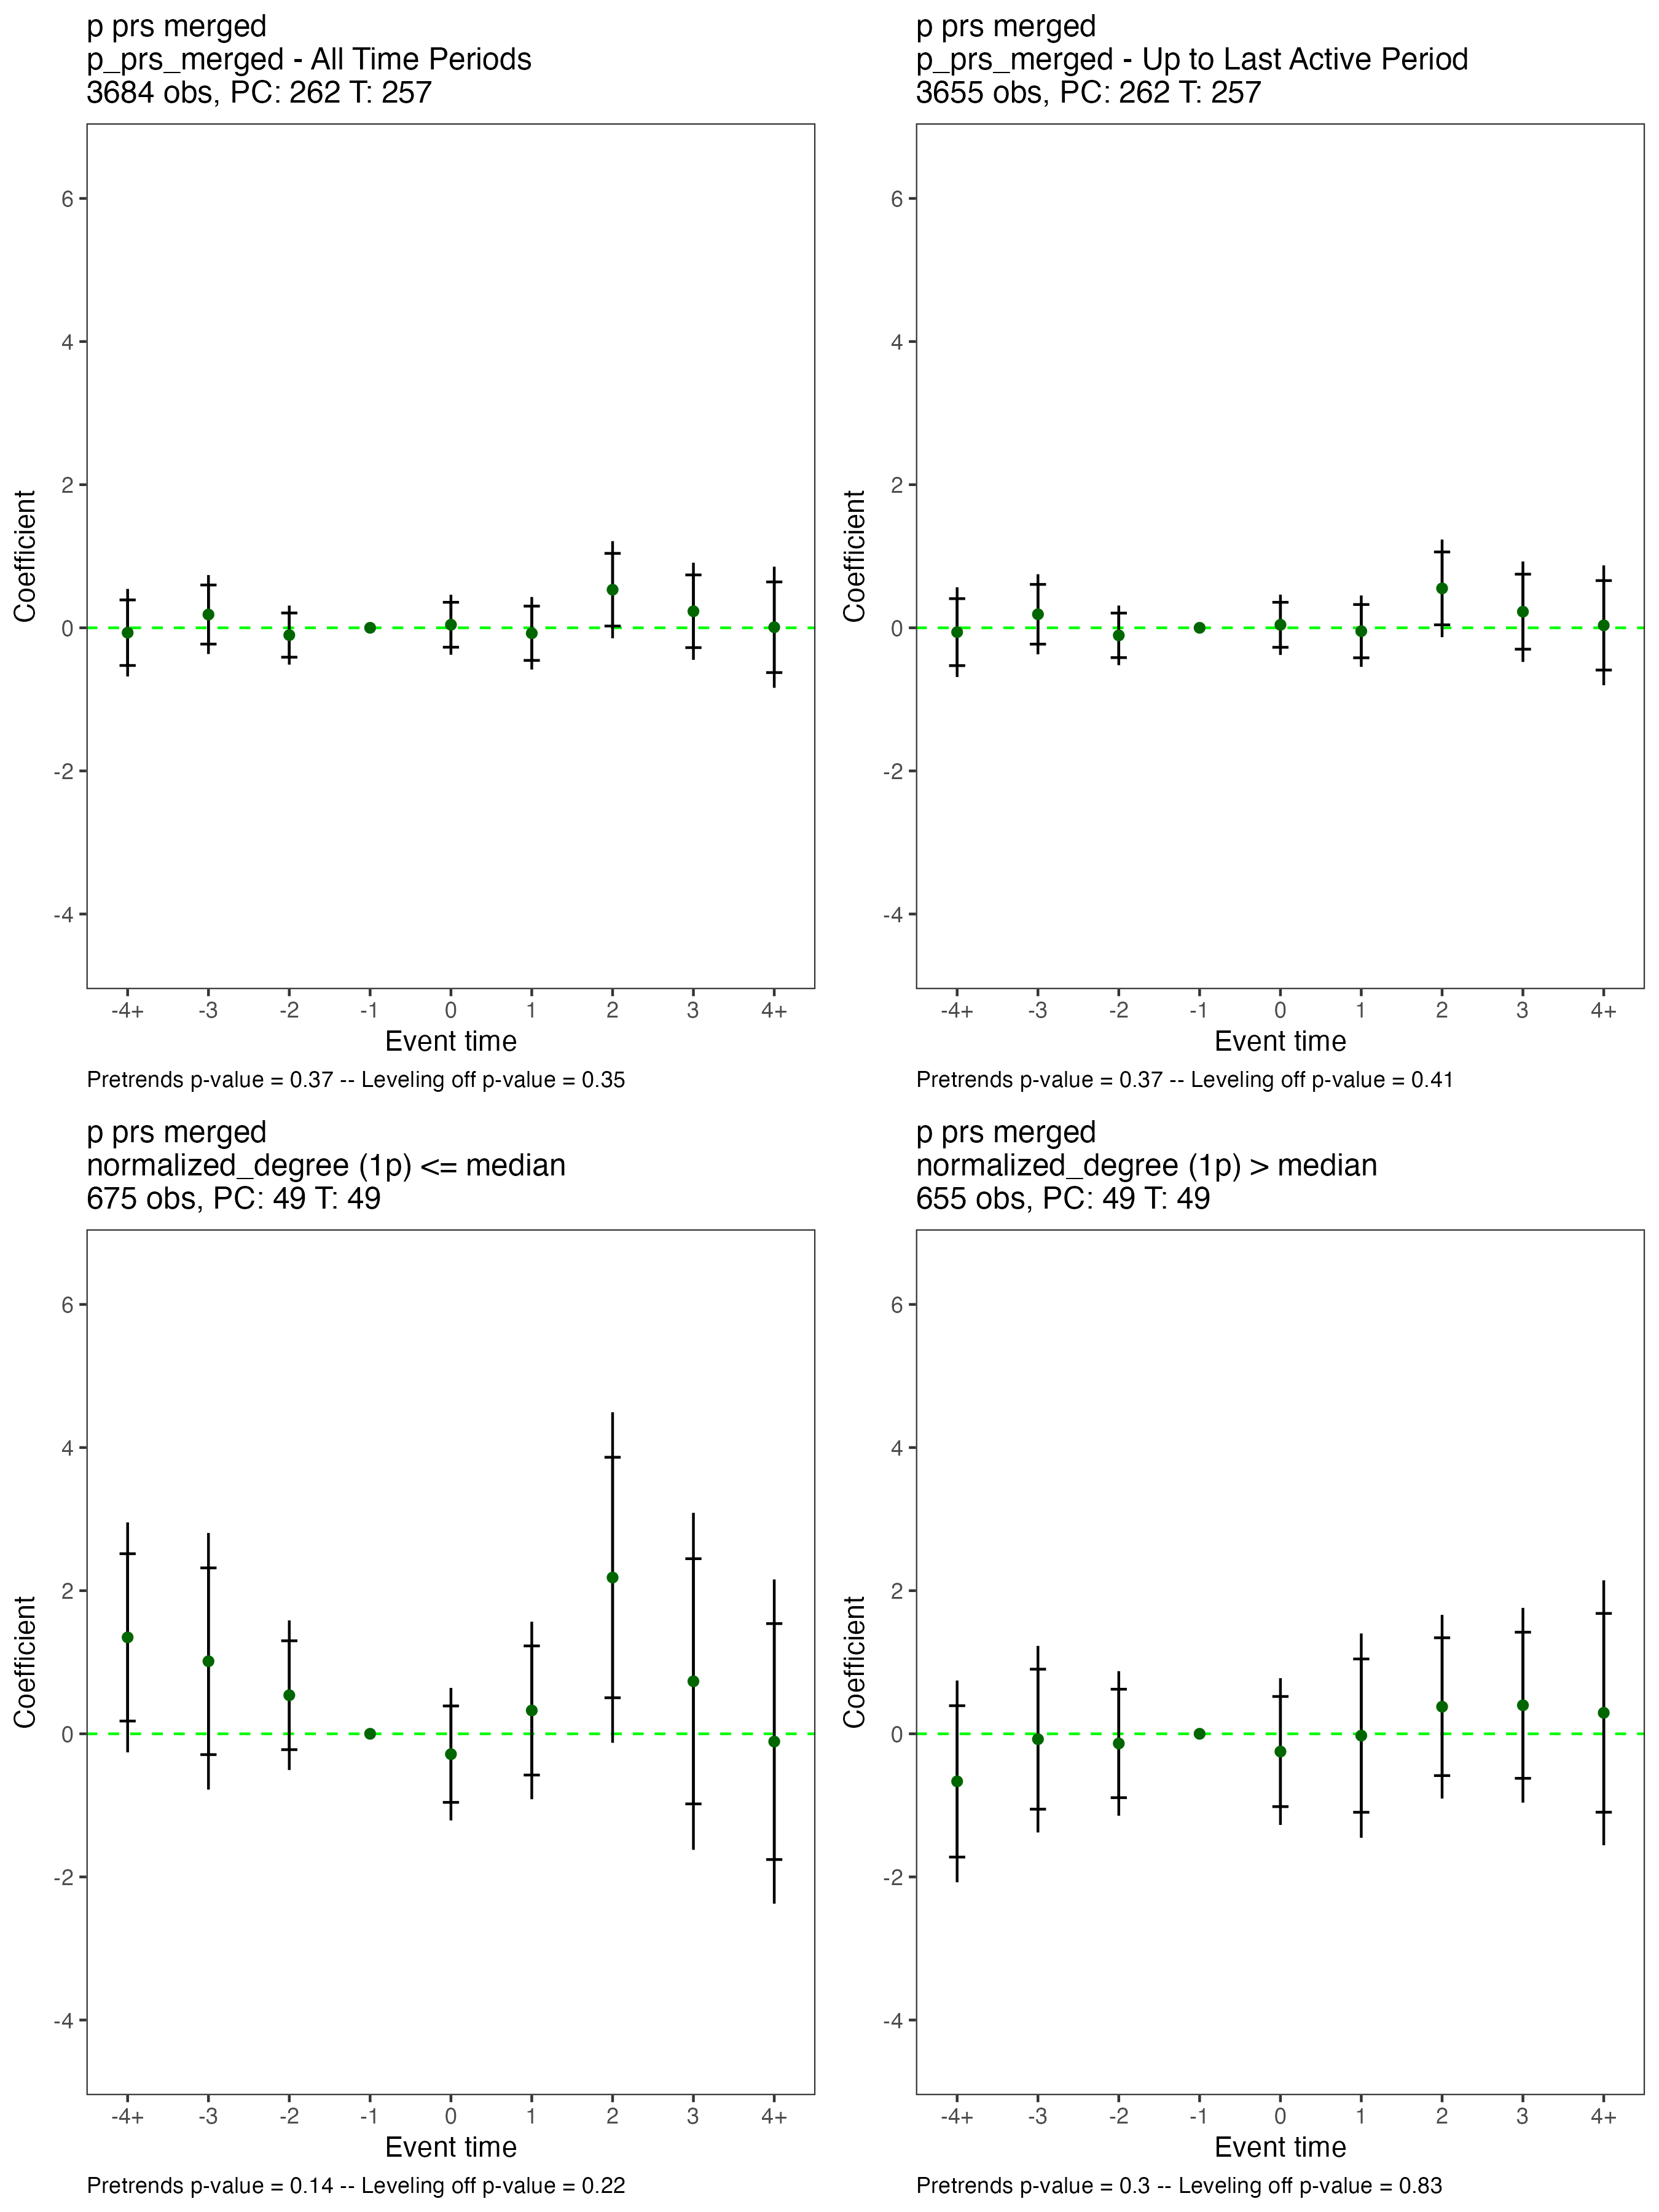 p prs merged
p_prs_merged - All Time Periods
3684 obs, PC: 262 T: 257
6
4
2
0
-2
-4
Coefficient
-4+ -3 -2 -1 0 1 2 3 4+
Event time
Pretrends p-value = 0.37 -- Leveling off p-value = 0.35
p prs merged
p_prs_merged - Up to Last Active Period
3655 obs, PC: 262 T: 257
6
4
2
0
-2
-4
Coefficient
-4+ -3 -2 -1 0 1 2 3 4+
Event time
Pretrends p-value = 0.37 -- Leveling off p-value = 0.41
p prs merged
normalized_degree (1p) <= median
675 obs, PC: 49 T: 49
6
4
2
0
-2
-4
Coefficient
-4+ -3 -2 -1 0 1 2 3 4+
Event time
Pretrends p-value = 0.14 -- Leveling off p-value = 0.22
p prs merged
normalized_degree (1p) > median
655 obs, PC: 49 T: 49
6
4
2
0
-2
-4
Coefficient
-4+ -3 -2 -1 0 1 2 3 4+
Event time
Pretrends p-value = 0.3 -- Leveling off p-value = 0.83